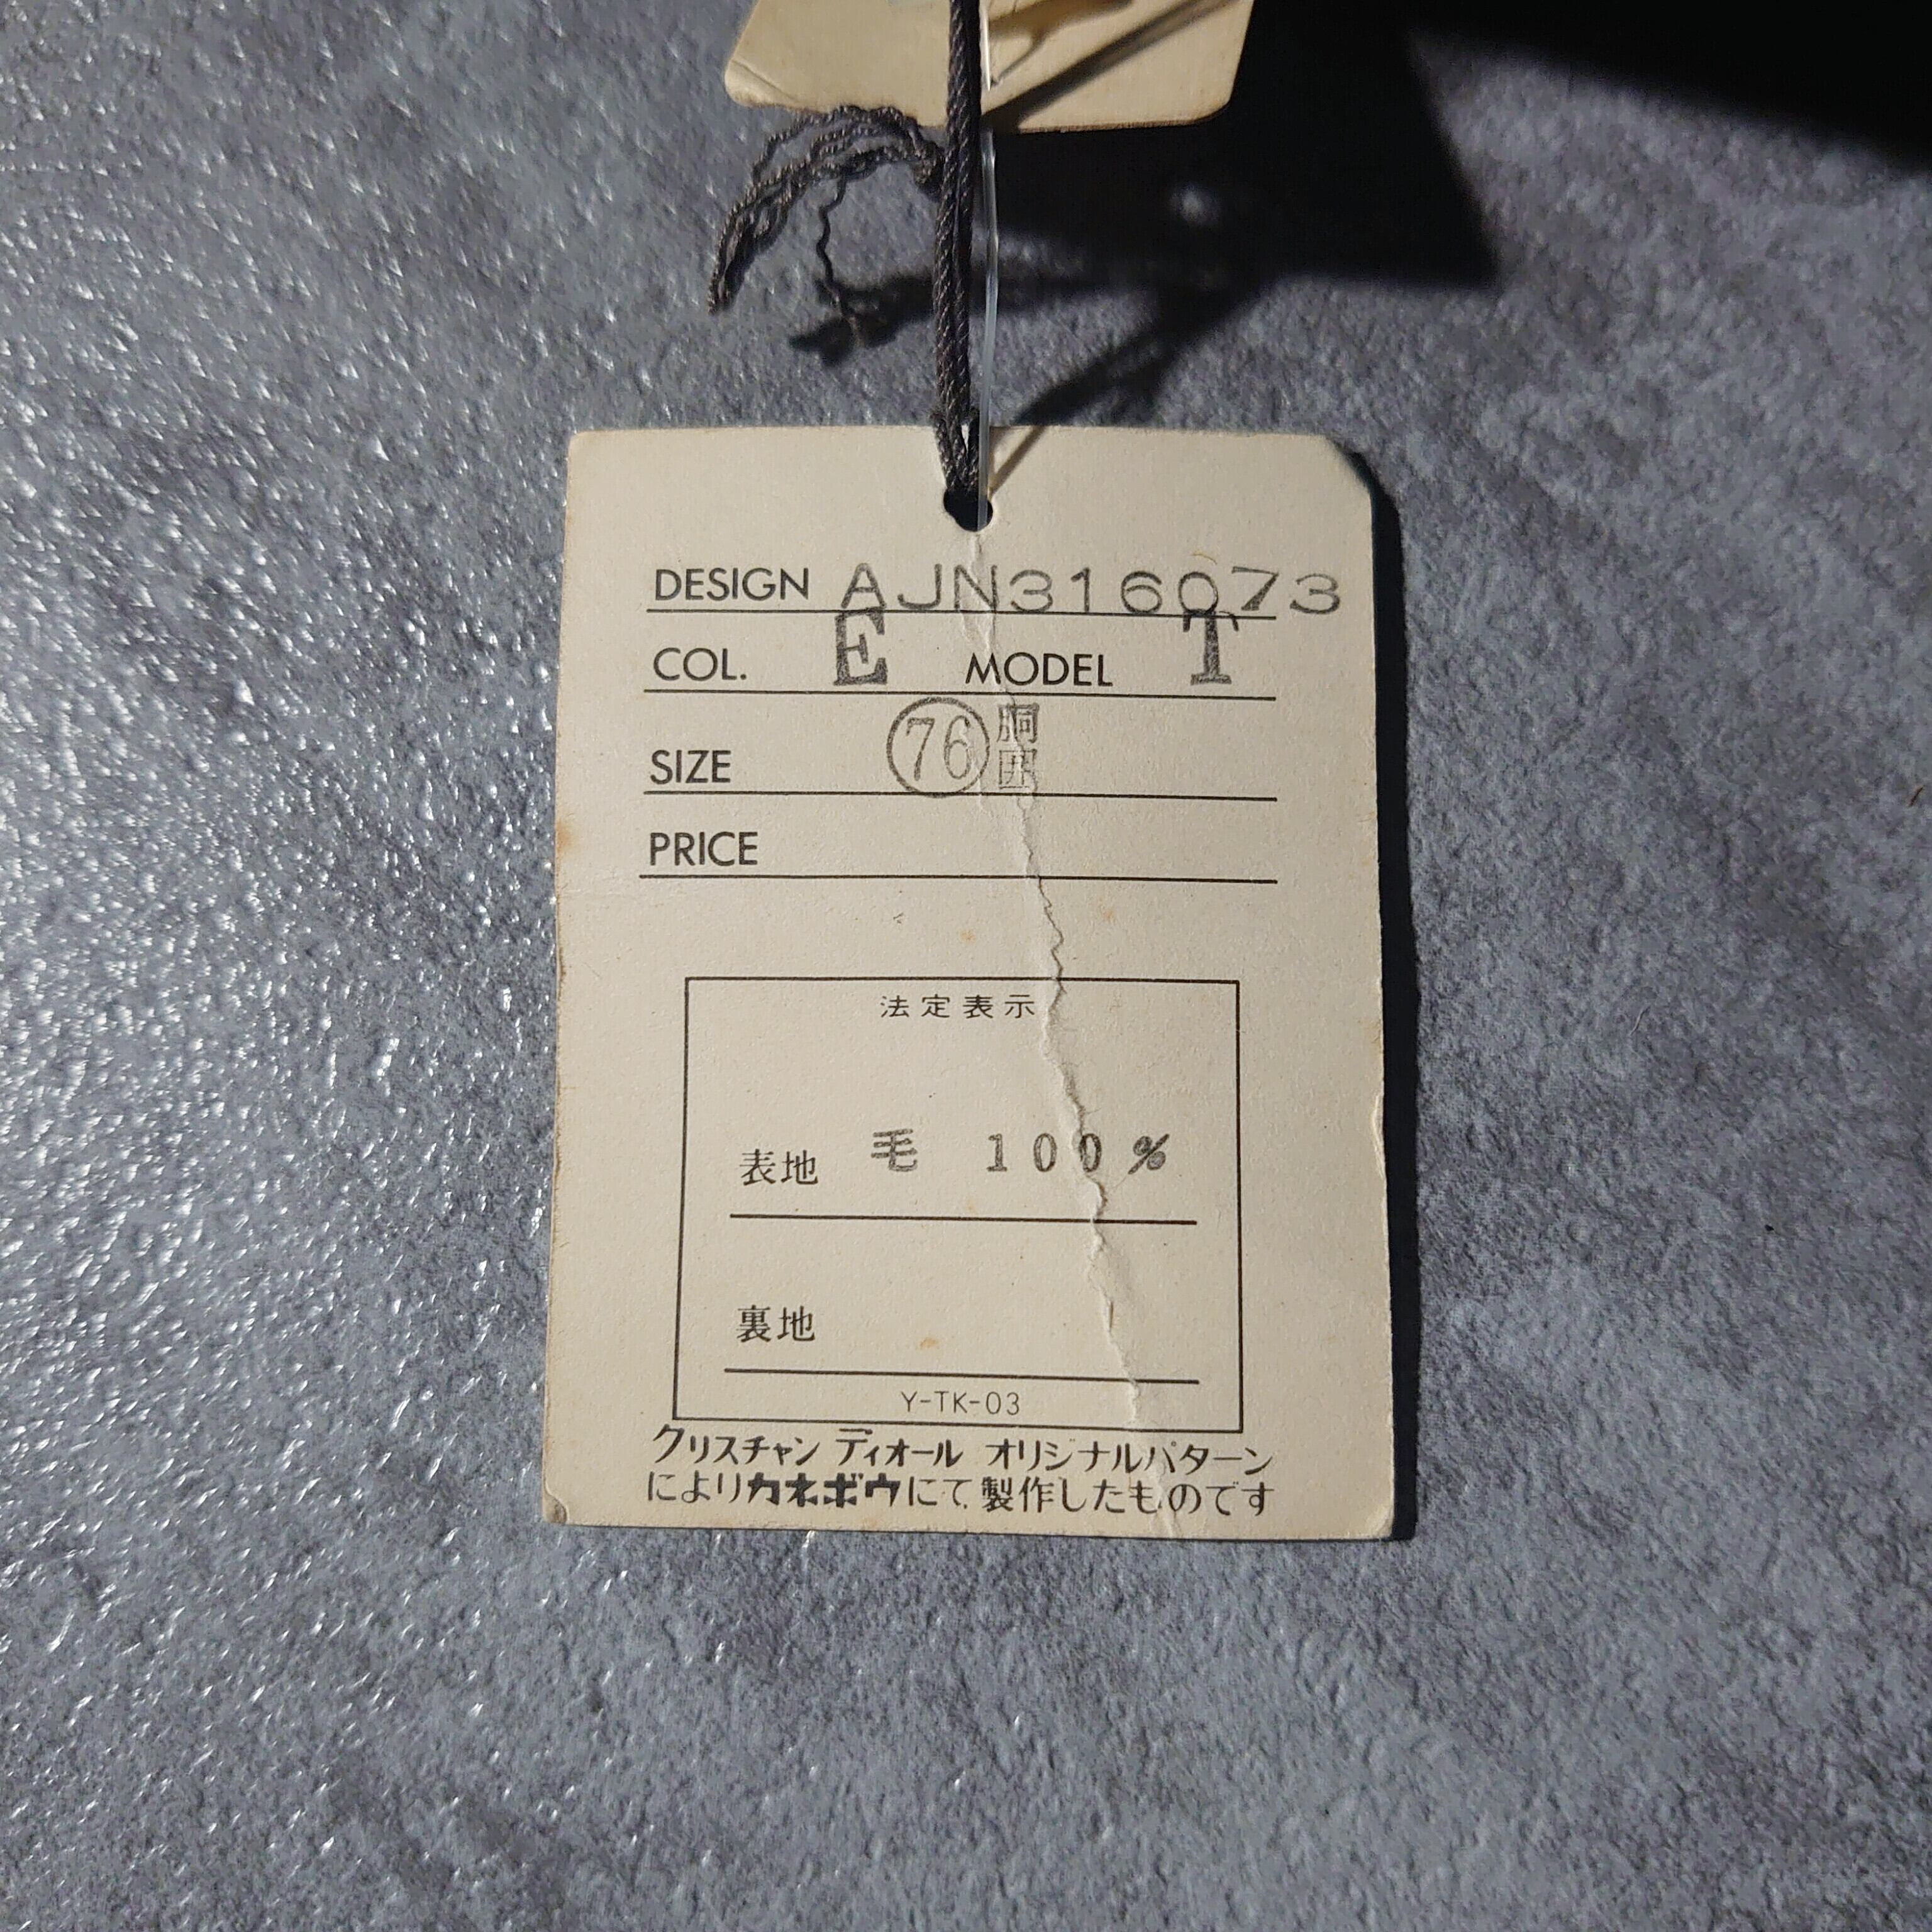 DESIGN AJN316073
COL. E MODEL T
SIZE 76 胴囲
PRICE
法定表示
表地 毛 100%
裏地
Y-TK-03
クリスチャン ディオール オリジナルパターン
によりカネボウにて製作したものです